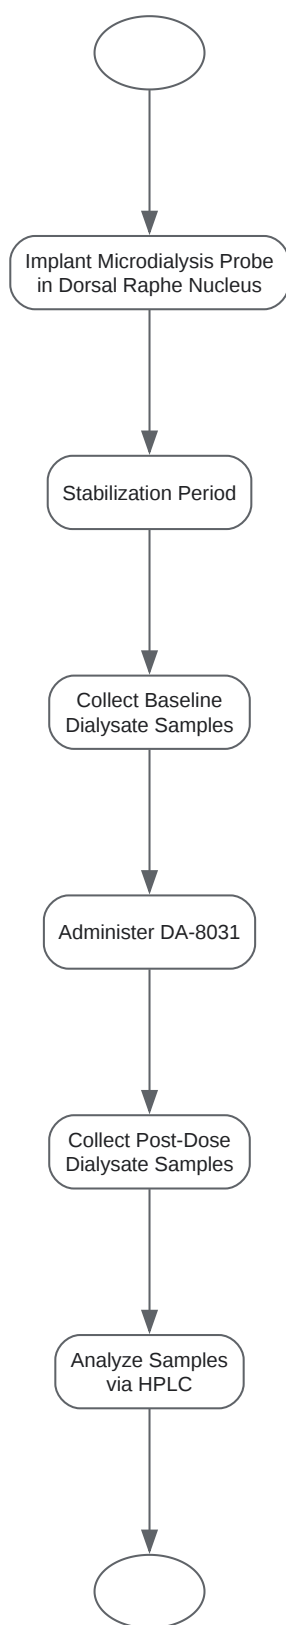 Implant Microdialysis Probe
in Dorsal Raphe Nucleus
Stabilization Period
Collect Baseline
Dialysate Samples
Administer DA-8031
Collect Post-Dose
Dialysate Samples
Analyze Samples
via HPLC